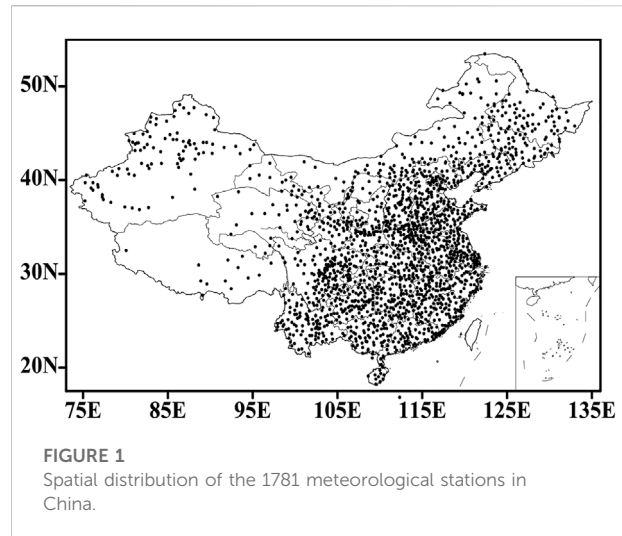 50N
40N
30N
20N
75E 85E 95E 105E 115E 125E 135E
FIGURE 1
Spatial distribution of the 1781 meteorological stations in
China.